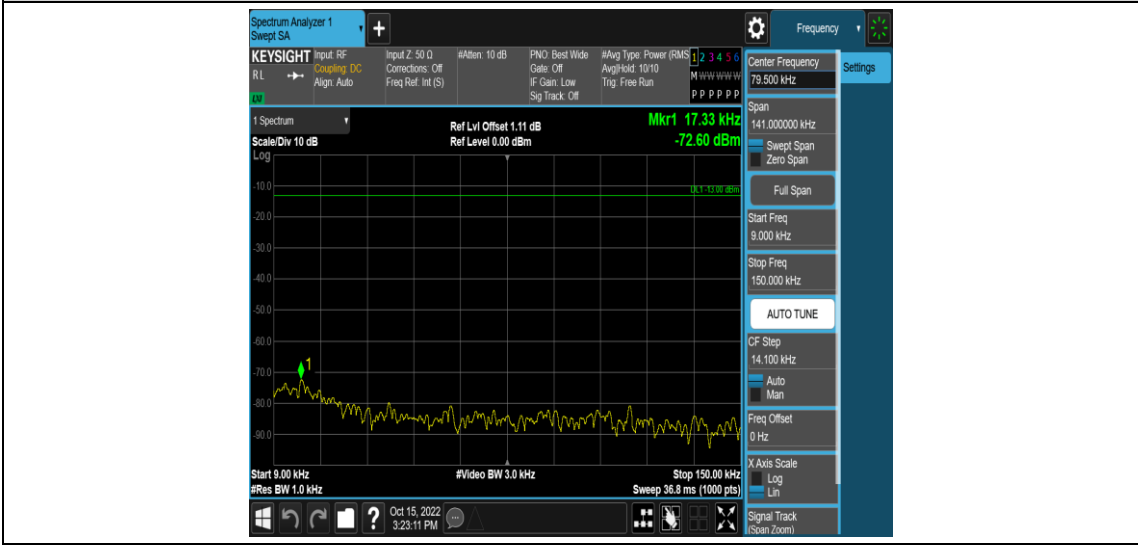 Spectrum Analyzer 1
Swept SA
+
Frequency
KEYSIGHT
RL
LXI
Input: RF
Coupling: DC
Align: Auto
Input Z: 50 Ω
Corrections: Off
Freq Ref: Int (S)
#Atten: 10 dB
PNO: Best Wide
Gate: Off
IF Gain: Low
Sig Track: Off
#Avg Type: Power (RMS
Avg|Hold: 10/10
Trig: Free Run
1 2 3 4 5 6
M W W W W W
P P P P P P
1 Spectrum
Scale/Div 10 dB
Log
Ref Lvl Offset 1.11 dB
Ref Level 0.00 dBm
Mkr1 17.33 kHz
-72.60 dBm
DL1 -13.00 dBm
-10.0
-20.0
-30.0
-40.0
-50.0
-60.0
-70.0
-80.0
-90.0
1
Start 9.00 kHz
#Res BW 1.0 kHz
#Video BW 3.0 kHz
Stop 150.00 kHz
Sweep 36.8 ms (1000 pts)
Center Frequency
79.500 kHz
Settings
Span
141.000000 kHz
Swept Span
Zero Span
Full Span
Start Freq
9.000 kHz
Stop Freq
150.000 kHz
AUTO TUNE
CF Step
14.100 kHz
Auto
Man
Freq Offset
0 Hz
X Axis Scale
Log
Lin
Signal Track
(Span Zoom)
?
Oct 15, 2022
3:23:11 PM